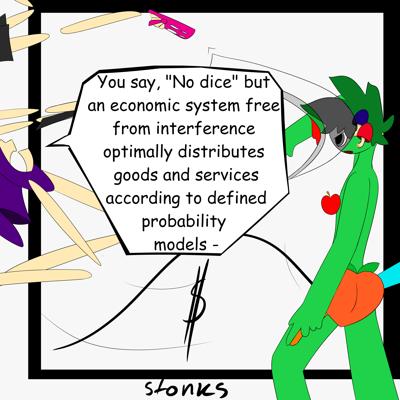 You say, "No dice" but
an economic system free
from interference
optimally distributes
goods and services
according to defined
probability
models -
$
stonks